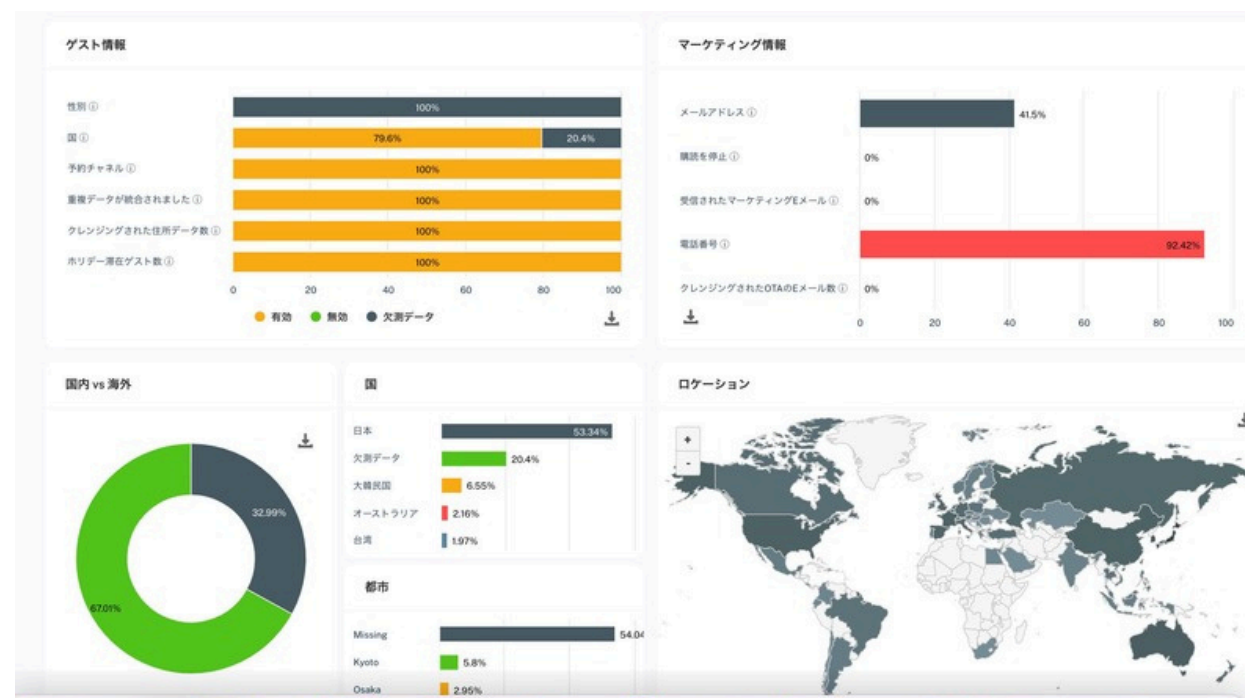 ゲスト情報
性別 ⓘ
100%
国 ⓘ
79.6%
20.4%
予約チャネル ⓘ
100%
重複データが統合されました ⓘ
100%
クレンジングされた住所データ数 ⓘ
100%
ホリデー滞在ゲスト数 ⓘ
100%
0 20 40 60 80 100
有効 無効 欠測データ
マーケティング情報
メールアドレス ⓘ
41.5%
購読を停止 ⓘ
0%
受信されたマーケティングEメール ⓘ
0%
電話番号 ⓘ
92.42%
クレンジングされたOTAのEメール数 ⓘ
0%
0 20 40 60 80 100
国内 vs 海外
32.99%
67.01%
国
日本
53.34%
欠測データ
20.4%
大韓民国
6.55%
オーストラリア
2.16%
台湾
1.97%
都市
Missing
54.04
Kyoto
5.8%
Osaka
2.95%
ロケーション
+
-